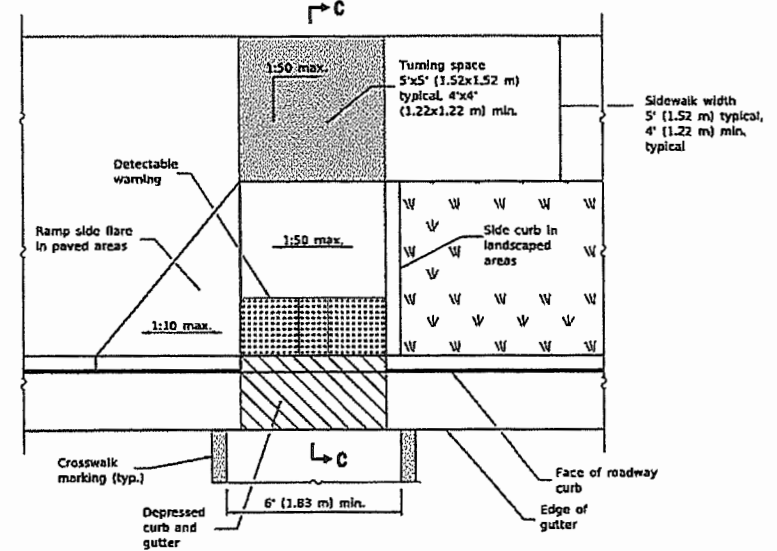 C
1:50 max.
Turning space
5'x5' (1.52x1.52 m)
typical, 4'x4'
(1.22x1.22 m) min.
Sidewalk width
5' (1.52 m) typical,
4' (1.22 m) min,
typical
Detectable
warning
Ramp side flare
in paved areas
1:50 max.
Side curb in
landscaped
areas
1:10 max.
Crosswalk
marking (typ.)
C
6' (1.83 m) min.
Face of roadway
curb
Depressed
curb and
gutter
Edge of
gutter